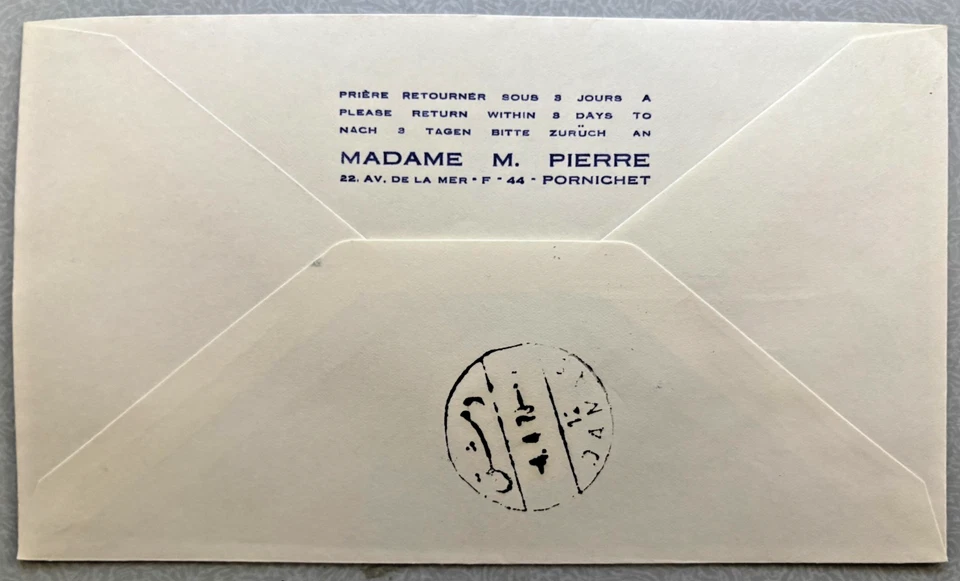 PRIÈRE RETOURNER SOUS 3 JOURS A
PLEASE RETURN WITHIN 3 DAYS TO
NACH 3 TAGEN BITTE ZURÜCH AN
MADAME M. PIERRE
22. AV. DE LA MER - F - 44 - PORNICHET